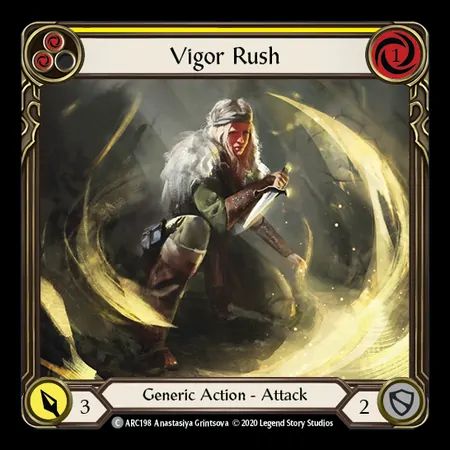 Vigor Rush
1
Generic Action - Attack
3
2
C ARC198 Anastasiya Grintsova ©2020 Legend Story Studios